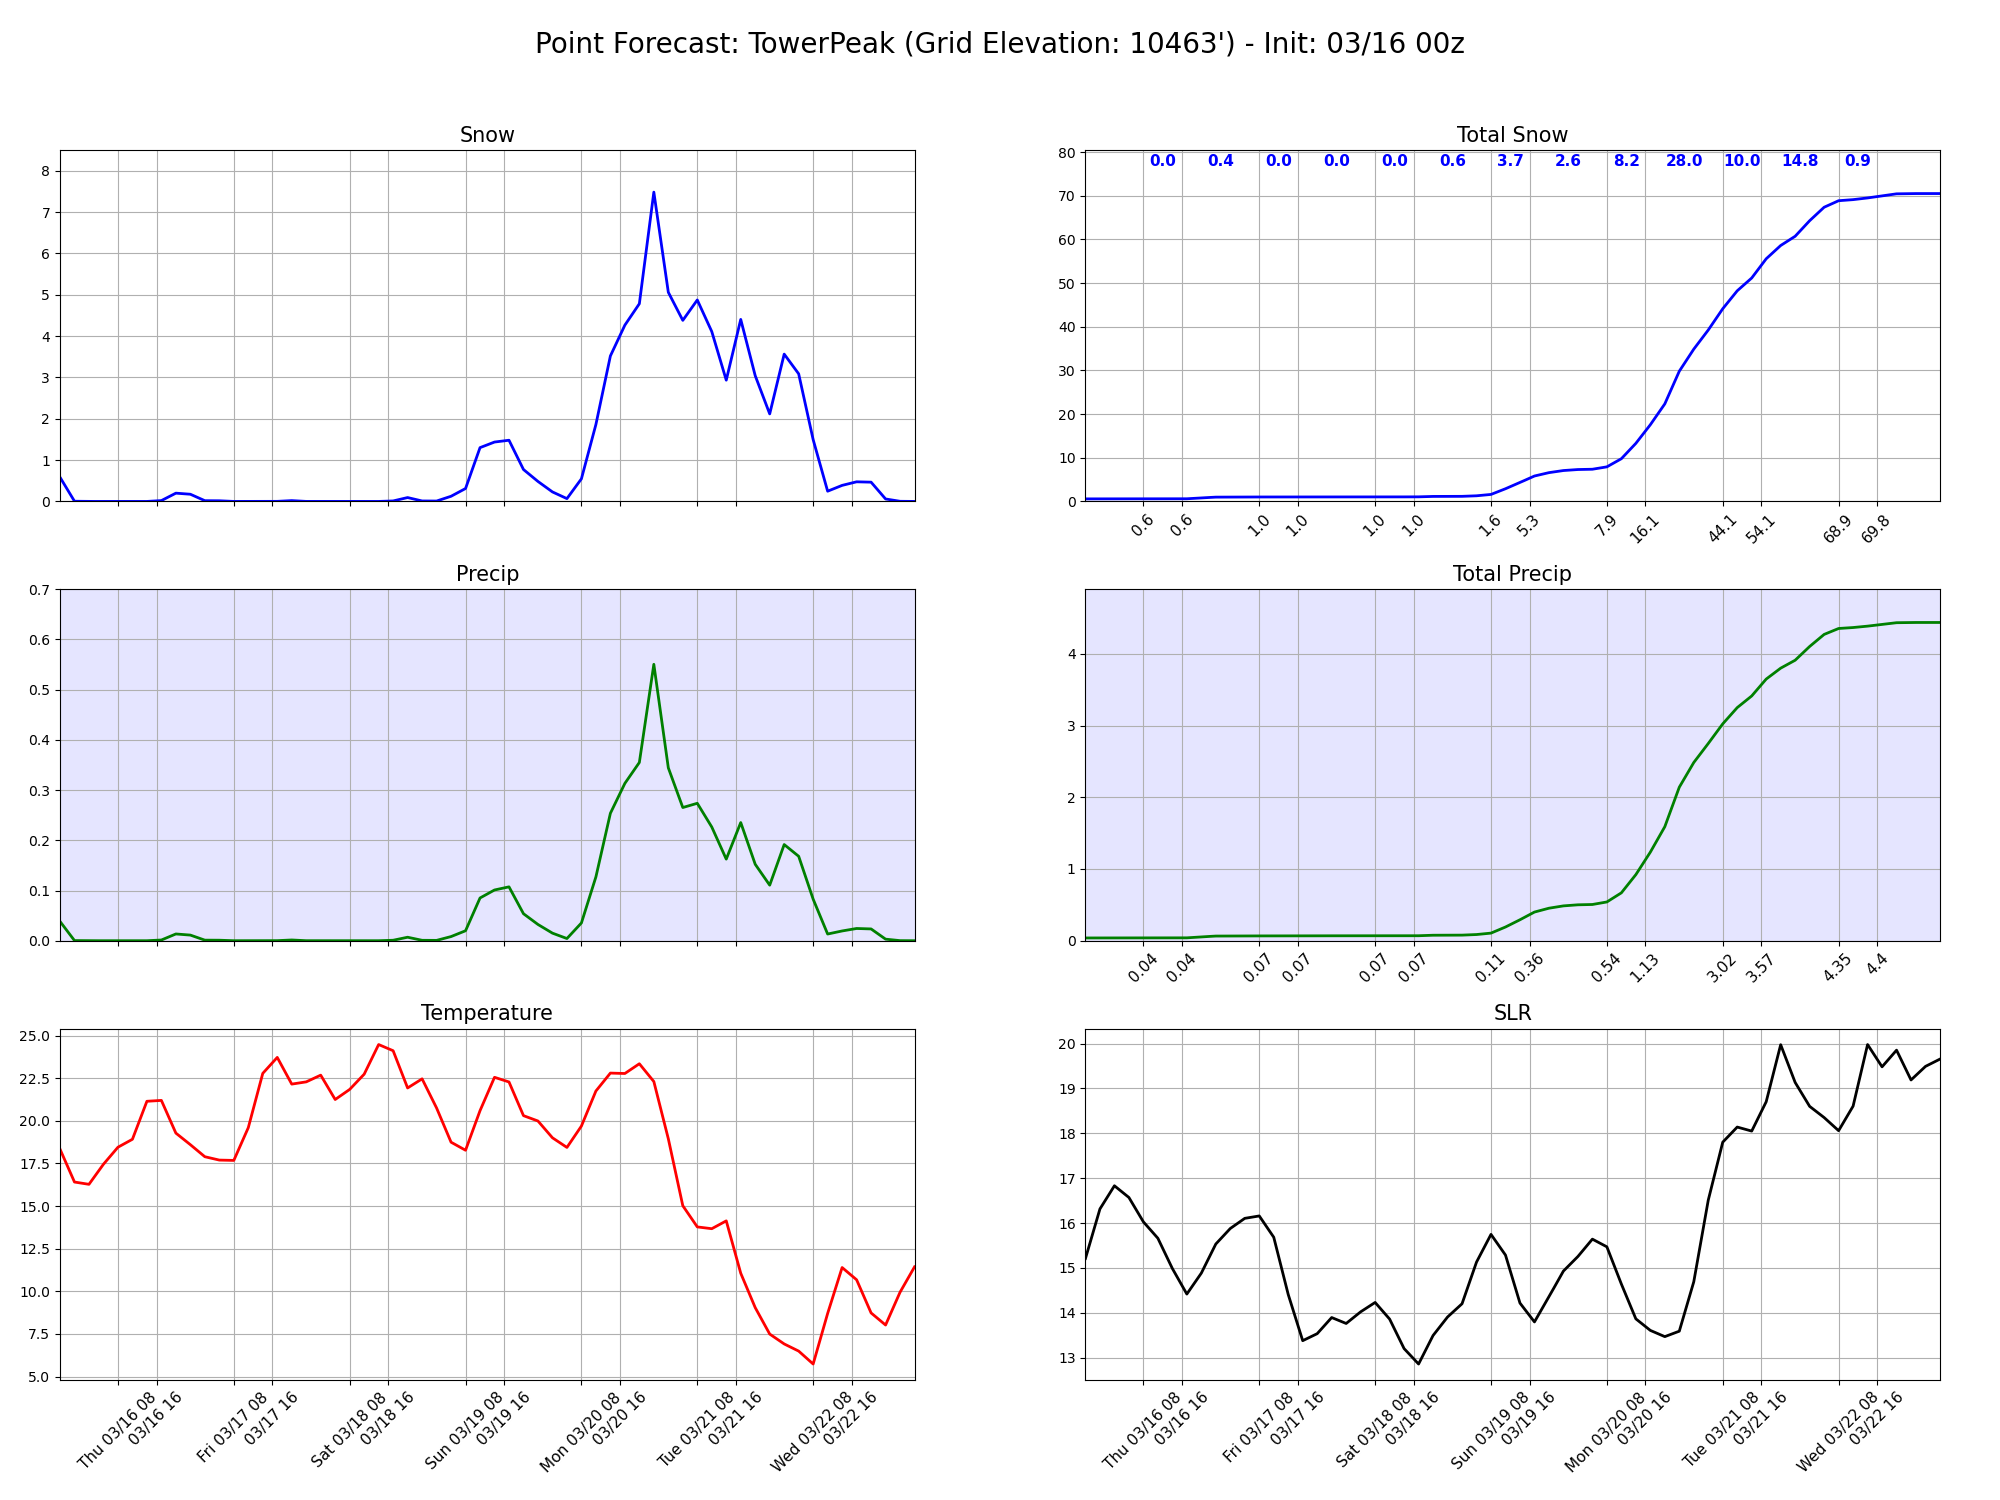 Point Forecast: TowerPeak (Grid Elevation: 10463') - Init: 03/16 00z
Snow
8
7
6
5
4
3
2
1
0
Total Snow
0.0 0.4 0.0 0.0 0.0 0.6 3.7 2.6 8.2 28.0 10.0 14.8 0.9
80
70
60
50
40
30
20
10
0
0.6 0.6 1.0 1.0 1.0 1.0 1.6 5.3 7.9 16.1 44.1 54.1 68.9 69.8
Precip
0.7
0.6
0.5
0.4
0.3
0.2
0.1
0.0
Total Precip
4
3
2
1
0
0.04 0.04 0.07 0.07 0.07 0.07 0.11 0.36 0.54 1.13 3.02 3.57 4.35 4.4
Temperature
25.0
22.5
20.0
17.5
15.0
12.5
10.0
7.5
5.0
Thu 03/16 08
03/16 16
Fri 03/17 08
03/17 16
Sat 03/18 08
03/18 16
Sun 03/19 08
03/19 16
Mon 03/20 08
03/20 16
Tue 03/21 08
03/21 16
Wed 03/22 08
03/22 16
SLR
20
19
18
17
16
15
14
13
Thu 03/16 08
03/16 16
Fri 03/17 08
03/17 16
Sat 03/18 08
03/18 16
Sun 03/19 08
03/19 16
Mon 03/20 08
03/20 16
Tue 03/21 08
03/21 16
Wed 03/22 08
03/22 16